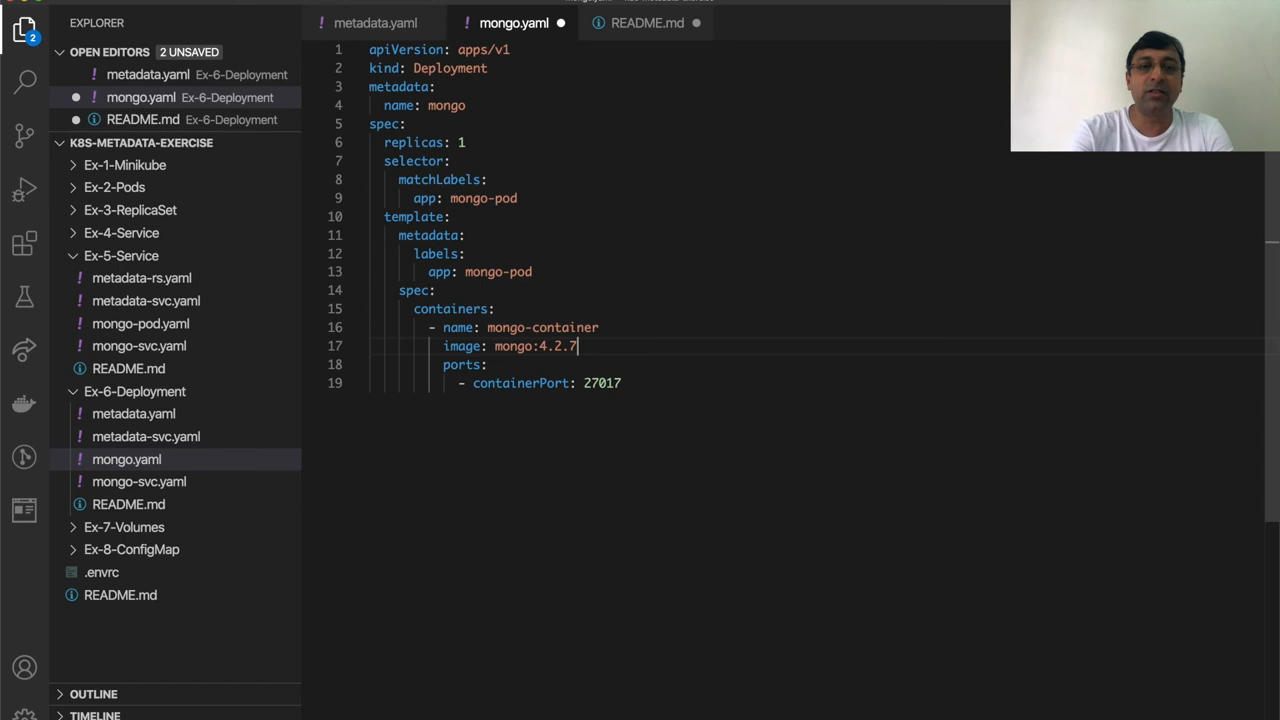 EXPLORER
OPEN EDITORS 2 UNSAVED
! metadata.yaml Ex-6-Deployment
● ! mongo.yaml Ex-6-Deployment
● README.md Ex-6-Deployment
K8S-METADATA-EXERCISE
Ex-1-Minikube
Ex-2-Pods
Ex-3-ReplicaSet
Ex-4-Service
Ex-5-Service
! metadata-rs.yaml
! metadata-svc.yaml
! mongo-pod.yaml
! mongo-svc.yaml
README.md
Ex-6-Deployment
! metadata.yaml
! metadata-svc.yaml
! mongo.yaml
! mongo-svc.yaml
README.md
Ex-7-Volumes
Ex-8-ConfigMap
.envrc
README.md
OUTLINE
TIMELINE
2
! metadata.yaml ! mongo.yaml ● README.md ●
1 apiVersion: apps/v1
2 kind: Deployment
3 metadata:
4 name: mongo
5 spec:
6 replicas: 1
7 selector:
8 matchLabels:
9 app: mongo-pod
10 template:
11 metadata:
12 labels:
13 app: mongo-pod
14 spec:
15 containers:
16 - name: mongo-container
17 image: mongo:4.2.7
18 ports:
19 - containerPort: 27017